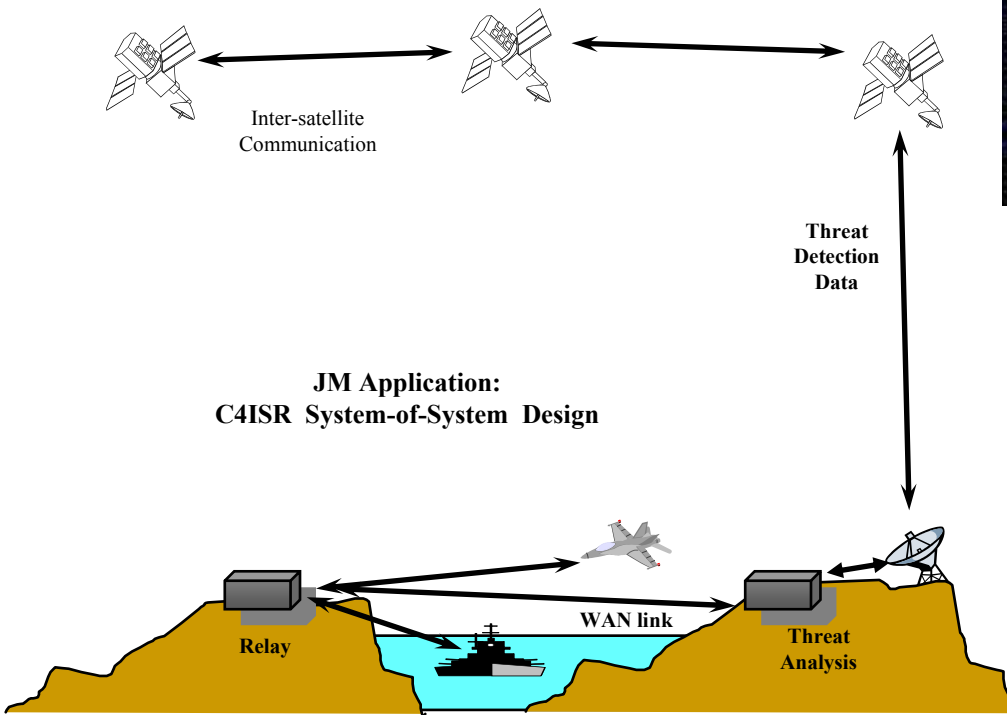 Inter-satellite
Communication
Threat
Detection
Data
JM Application:
C4ISR System-of-System Design
WAN link
Relay
Threat
Analysis